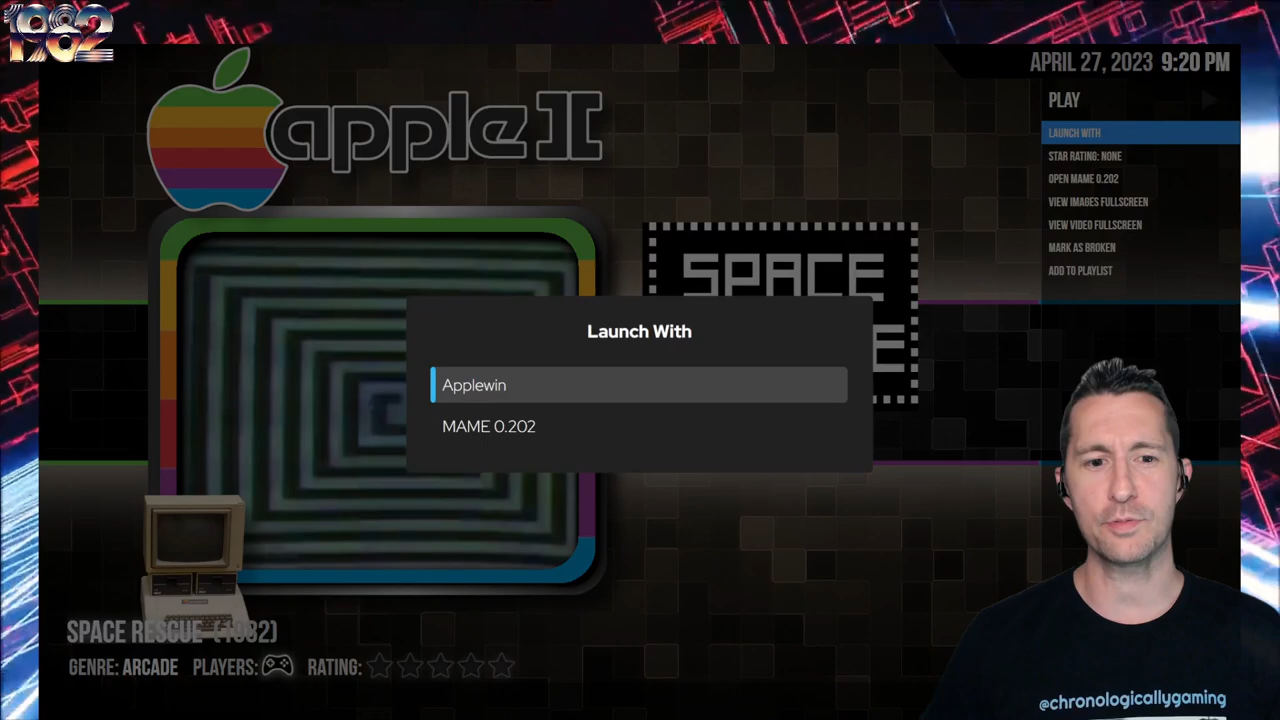 1982
apple II
APRIL 27, 2023 9:20 PM
PLAY
LAUNCH WITH
STAR RATING: NONE
OPEN MAME 0.202
VIEW IMAGES FULLSCREEN
VIEW VIDEO FULLSCREEN
MARK AS BROKEN
ADD TO PLAYLIST
SPACE
Launch With
Applewin
MAME 0.202
SPACE RESCUE (1982)
GENRE: ARCADE PLAYERS: RATING:
@chronologicallygaming